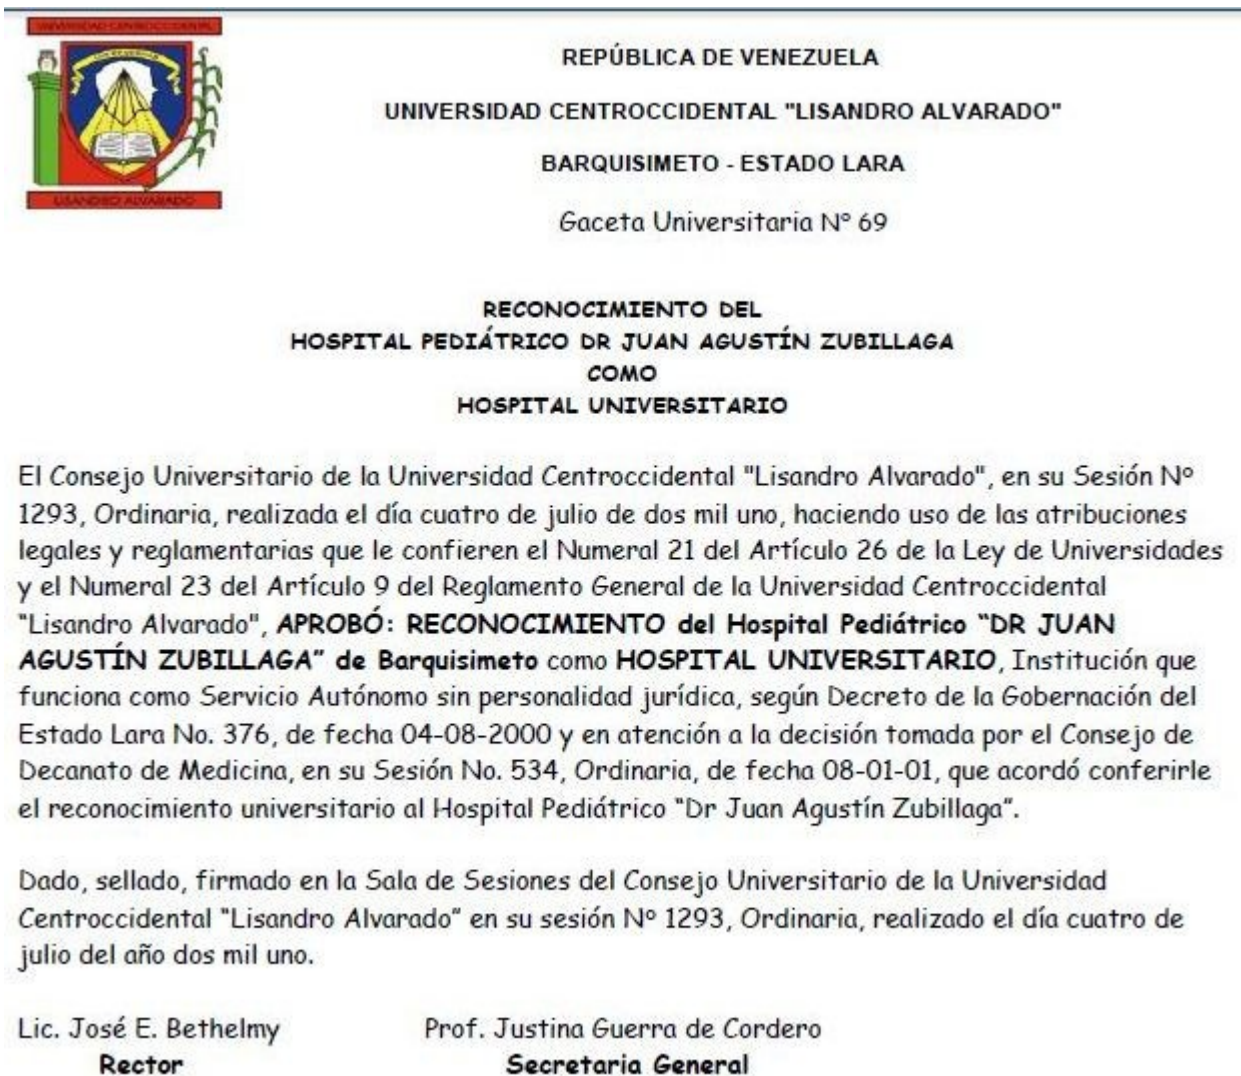 UNIVERSIDAD CENTROCCIDENTAL
LISANDRO ALVARADO
REPÚBLICA DE VENEZUELA
UNIVERSIDAD CENTROCCIDENTAL "LISANDRO ALVARADO"
BARQUISIMETO - ESTADO LARA
Gaceta Universitaria N° 69
RECONOCIMIENTO DEL
HOSPITAL PEDIÁTRICO DR JUAN AGUSTÍN ZUBILLAGA
COMO
HOSPITAL UNIVERSITARIO
El Consejo Universitario de la Universidad Centroccidental "Lisandro Alvarado", en su Sesión Nº
1293, Ordinaria, realizada el día cuatro de julio de dos mil uno, haciendo uso de las atribuciones
legales y reglamentarias que le confieren el Numeral 21 del Artículo 26 de la Ley de Universidades
y el Numeral 23 del Artículo 9 del Reglamento General de la Universidad Centroccidental
“Lisandro Alvarado", APROBÓ: RECONOCIMIENTO del Hospital Pediátrico “DR JUAN
AGUSTÍN ZUBILLAGA” de Barquisimeto como HOSPITAL UNIVERSITARIO, Institución que
funciona como Servicio Autónomo sin personalidad jurídica, según Decreto de la Gobernación del
Estado Lara No. 376, de fecha 04-08-2000 y en atención a la decisión tomada por el Consejo de
Decanato de Medicina, en su Sesión No. 534, Ordinaria, de fecha 08-01-01, que acordó conferirle
el reconocimiento universitario al Hospital Pediátrico “Dr Juan Agustín Zubillaga”.
Dado, sellado, firmado en la Sala de Sesiones del Consejo Universitario de la Universidad
Centroccidental “Lisandro Alvarado” en su sesión Nº 1293, Ordinaria, realizado el día cuatro de
julio del año dos mil uno.
Lic. José E. Bethelmy Prof. Justina Guerra de Cordero
Rector Secretaria General